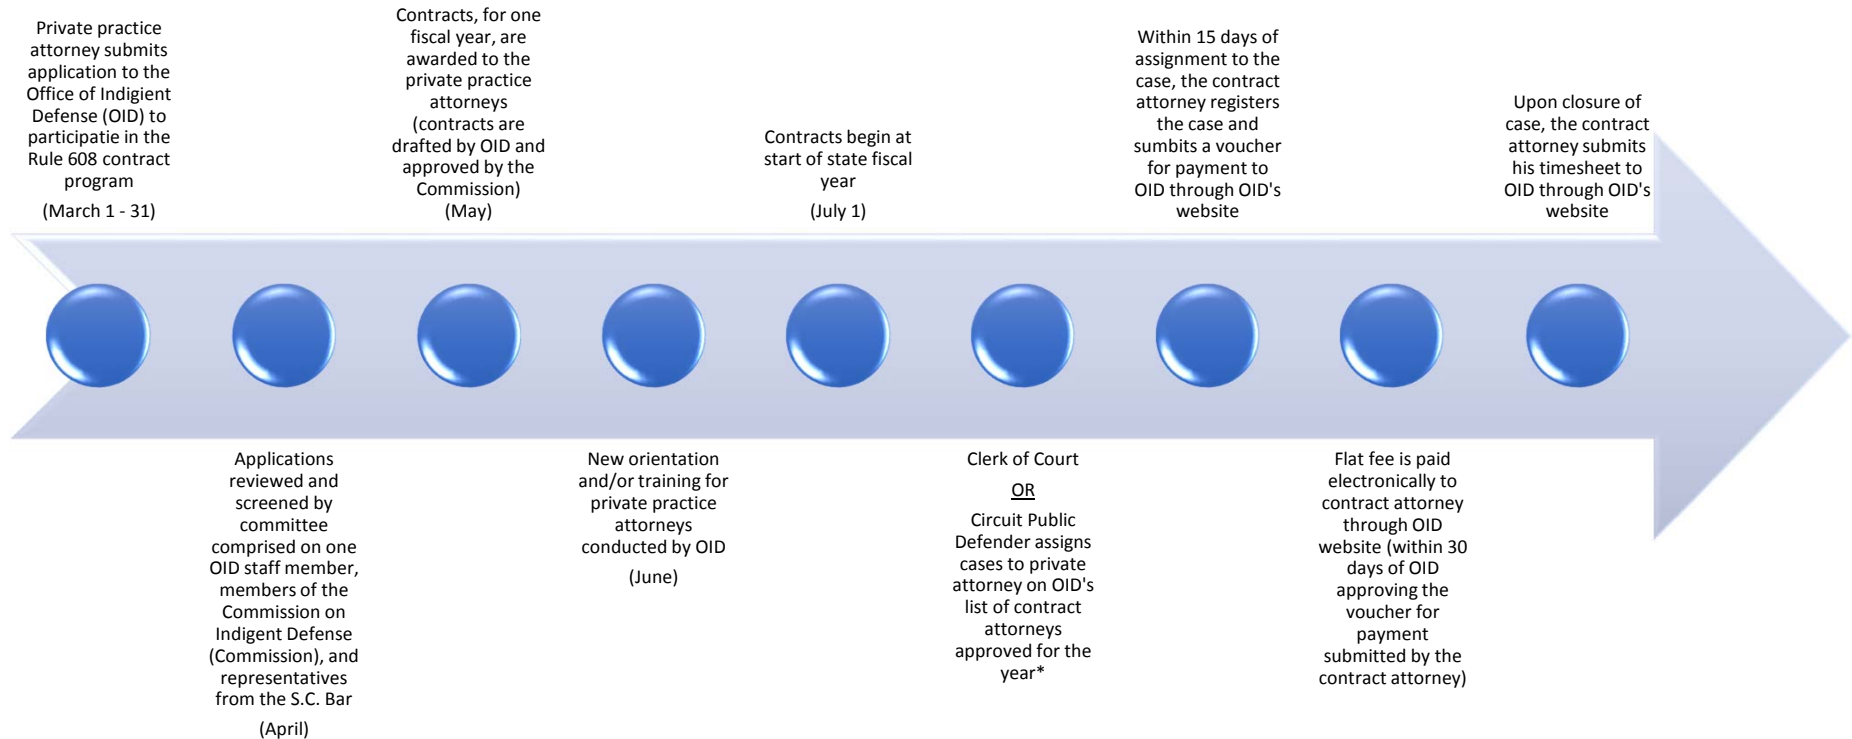 Private practice
attorney submits
application to the
Office of Indigient
Defense (OID) to
participatie in the
Rule 608 contract
program
(March 1 - 31)
Applications
reviewed and
screened by
committee
comprised on one
OID staff member,
members of the
Commission on
Indigent Defense
(Commission), and
representatives
from the S.C. Bar
(April)
Contracts, for one
fiscal year, are
awarded to the
private practice
attorneys
(contracts are
drafted by OID and
approved by the
Commission)
(May)
New orientation
and/or training for
private practice
attorneys
conducted by OID
(June)
Contracts begin at
start of state fiscal
year
(July 1)
Clerk of Court
OR
Circuit Public
Defender assigns
cases to private
attorney on OID's
list of contract
attorneys
approved for the
year*
Within 15 days of
assignment to the
case, the contract
attorney registers
the case and
sumbits a voucher
for payment to
OID through OID's
website
Flat fee is paid
electronically to
contract attorney
through OID
website (within 30
days of OID
approving the
voucher for
payment
submitted by the
contract attorney)
Upon closure of
case, the contract
attorney submits
his timesheet to
OID through OID's
website